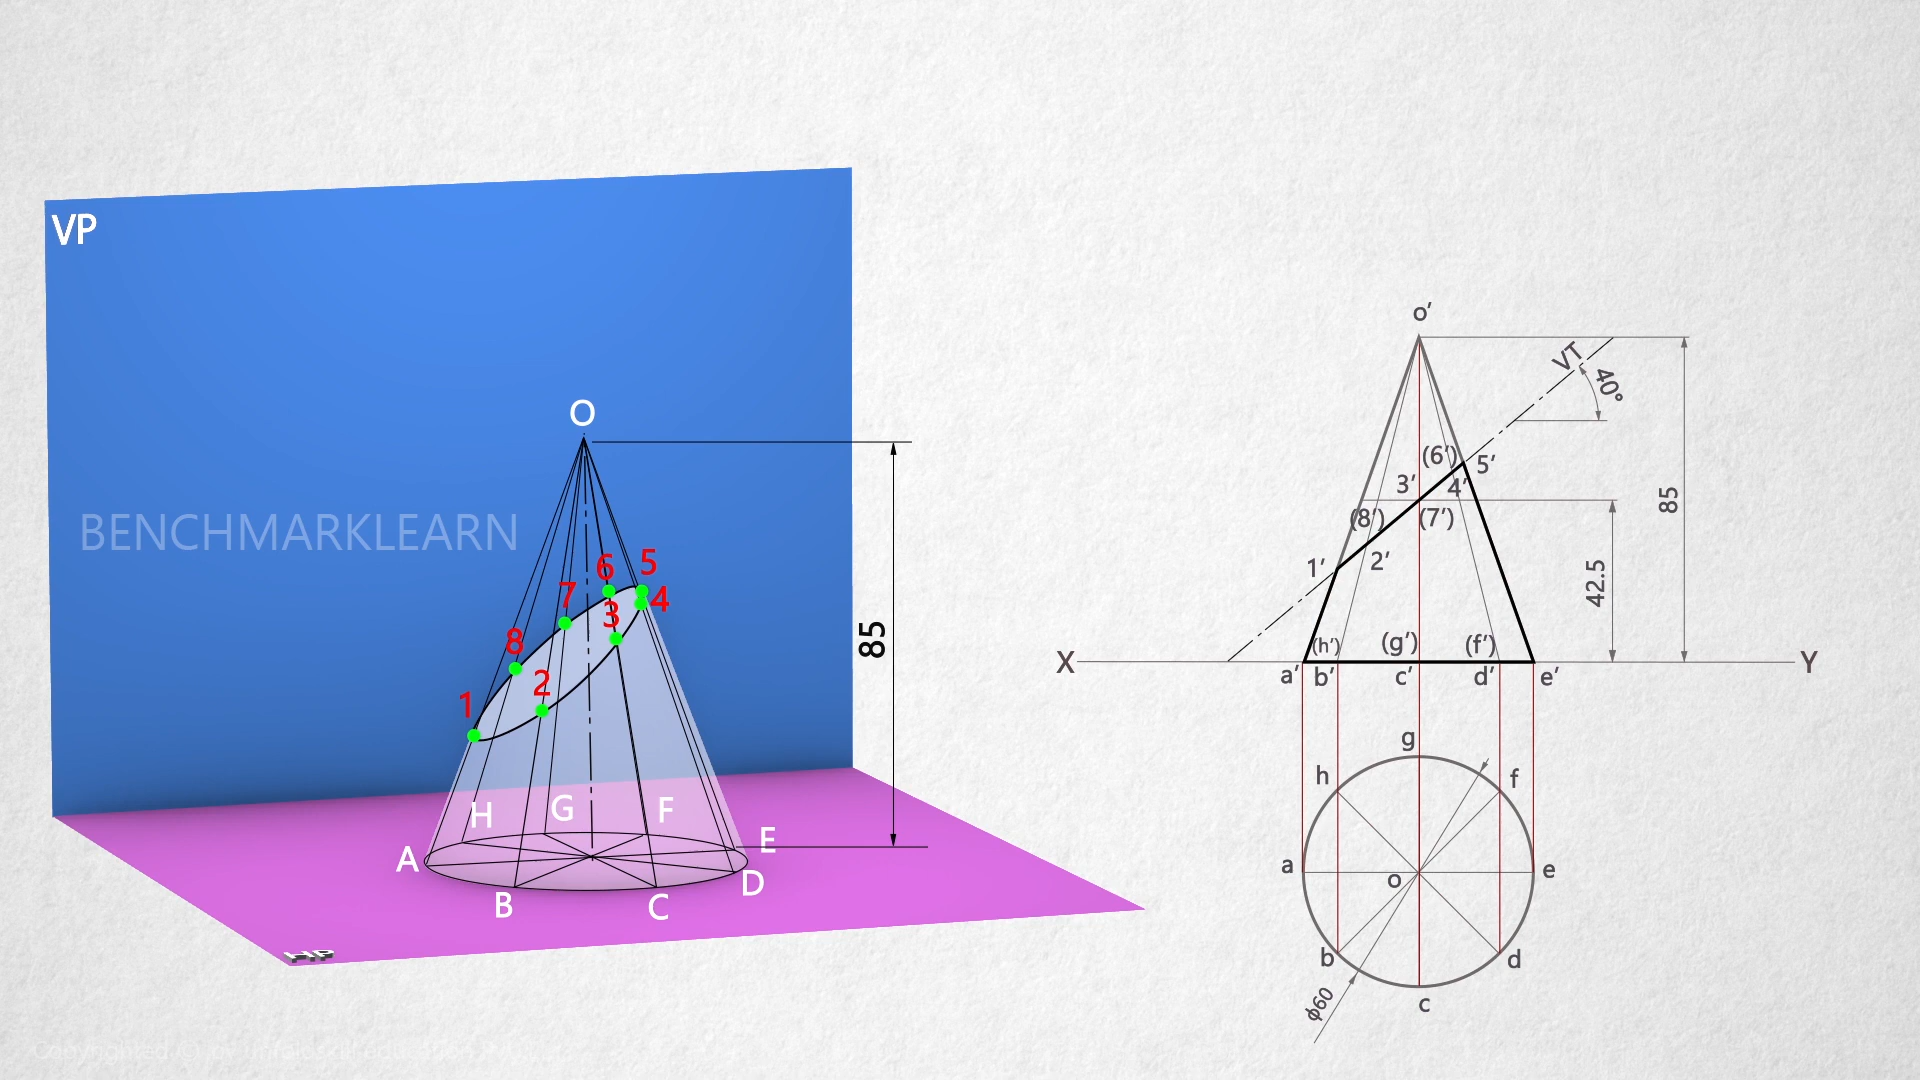 VP
O
BENCHMARKLEARN
5
6
7
4
3
8
2
1
85
H
G
F
E
A
D
B
C
HP
o’
VT
40°
(6’)
5’
3’
4’
(8’)
(7’)
2’
1’
85
42.5
(h’)
(g’)
(f’)
X
Y
a’
b’
c’
d’
e’
g
h
f
a
o
e
b
d
c
ϕ60